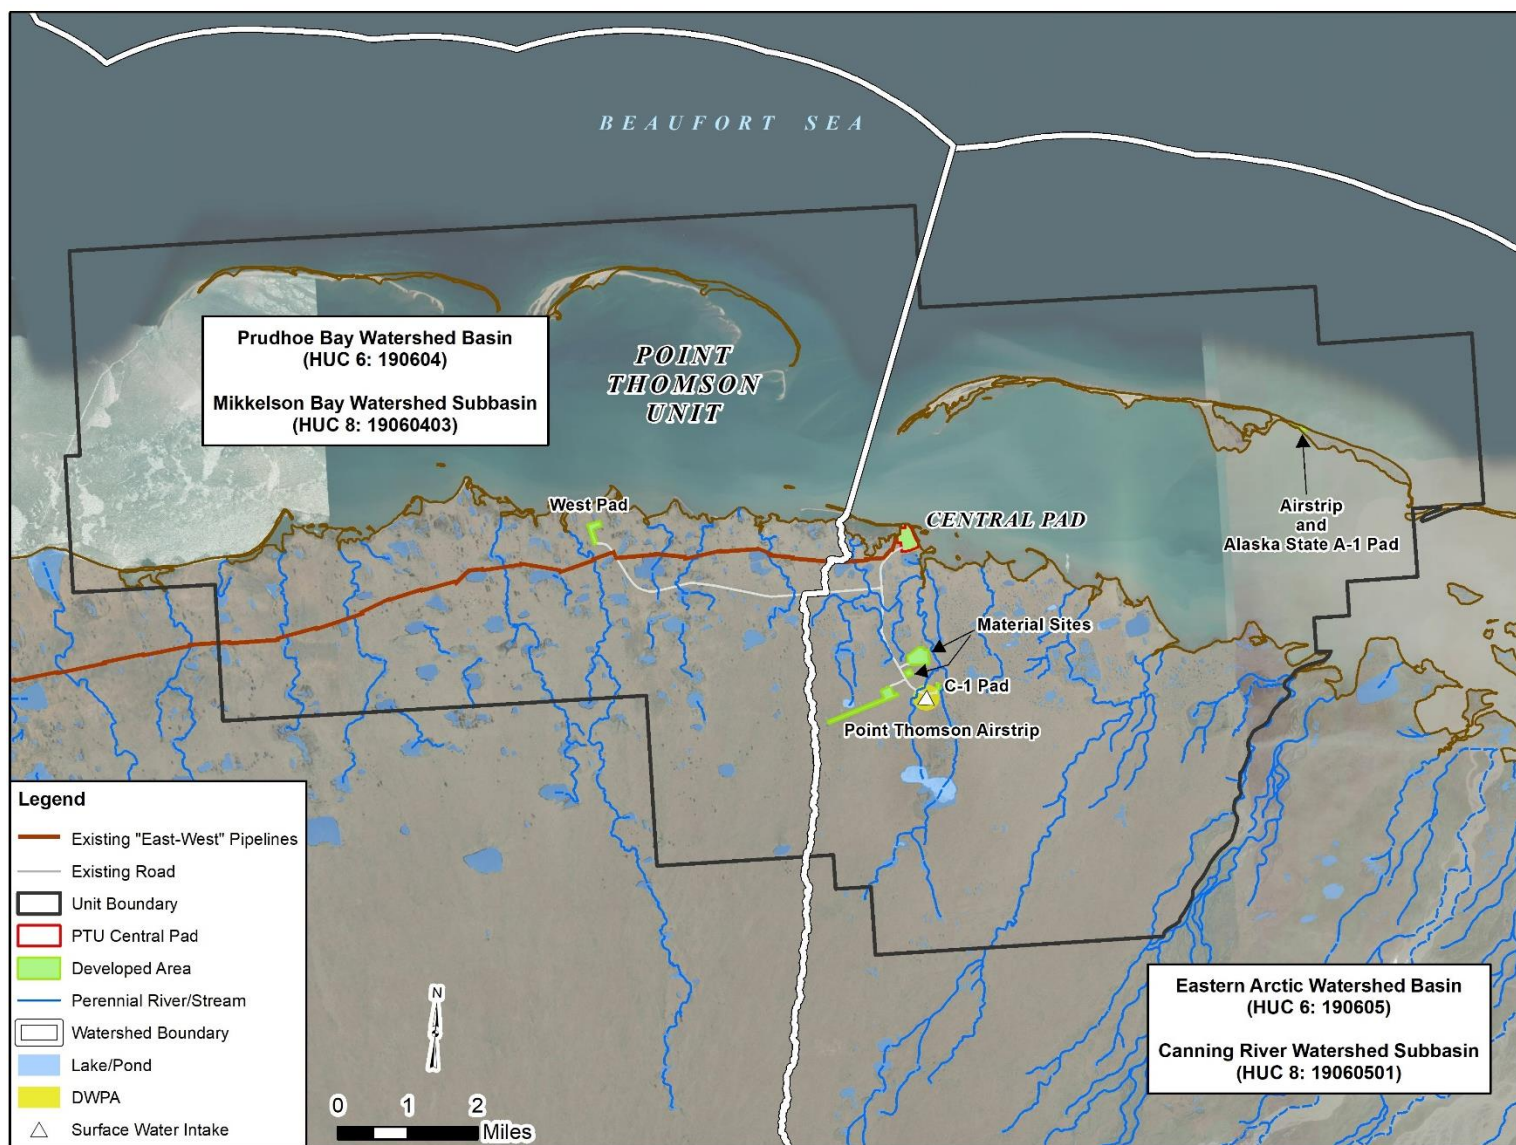 BEAUFORT SEA
Prudhoe Bay Watershed Basin
(HUC 6: 190604)
Mikkelson Bay Watershed Subbasin
(HUC 8: 19060403)
POINT
THOMSON
UNIT
West Pad
CENTRAL PAD
Airstrip
and
Alaska State A-1 Pad
Material Sites
C-1 Pad
Point Thomson Airstrip
Legend
Existing "East-West" Pipelines
Existing Road
Unit Boundary
PTU Central Pad
Developed Area
Perennial River/Stream
Watershed Boundary
Lake/Pond
DWPA
Surface Water Intake
N
0 1 2
Miles
Eastern Arctic Watershed Basin
(HUC 6: 190605)
Canning River Watershed Subbasin
(HUC 8: 19060501)